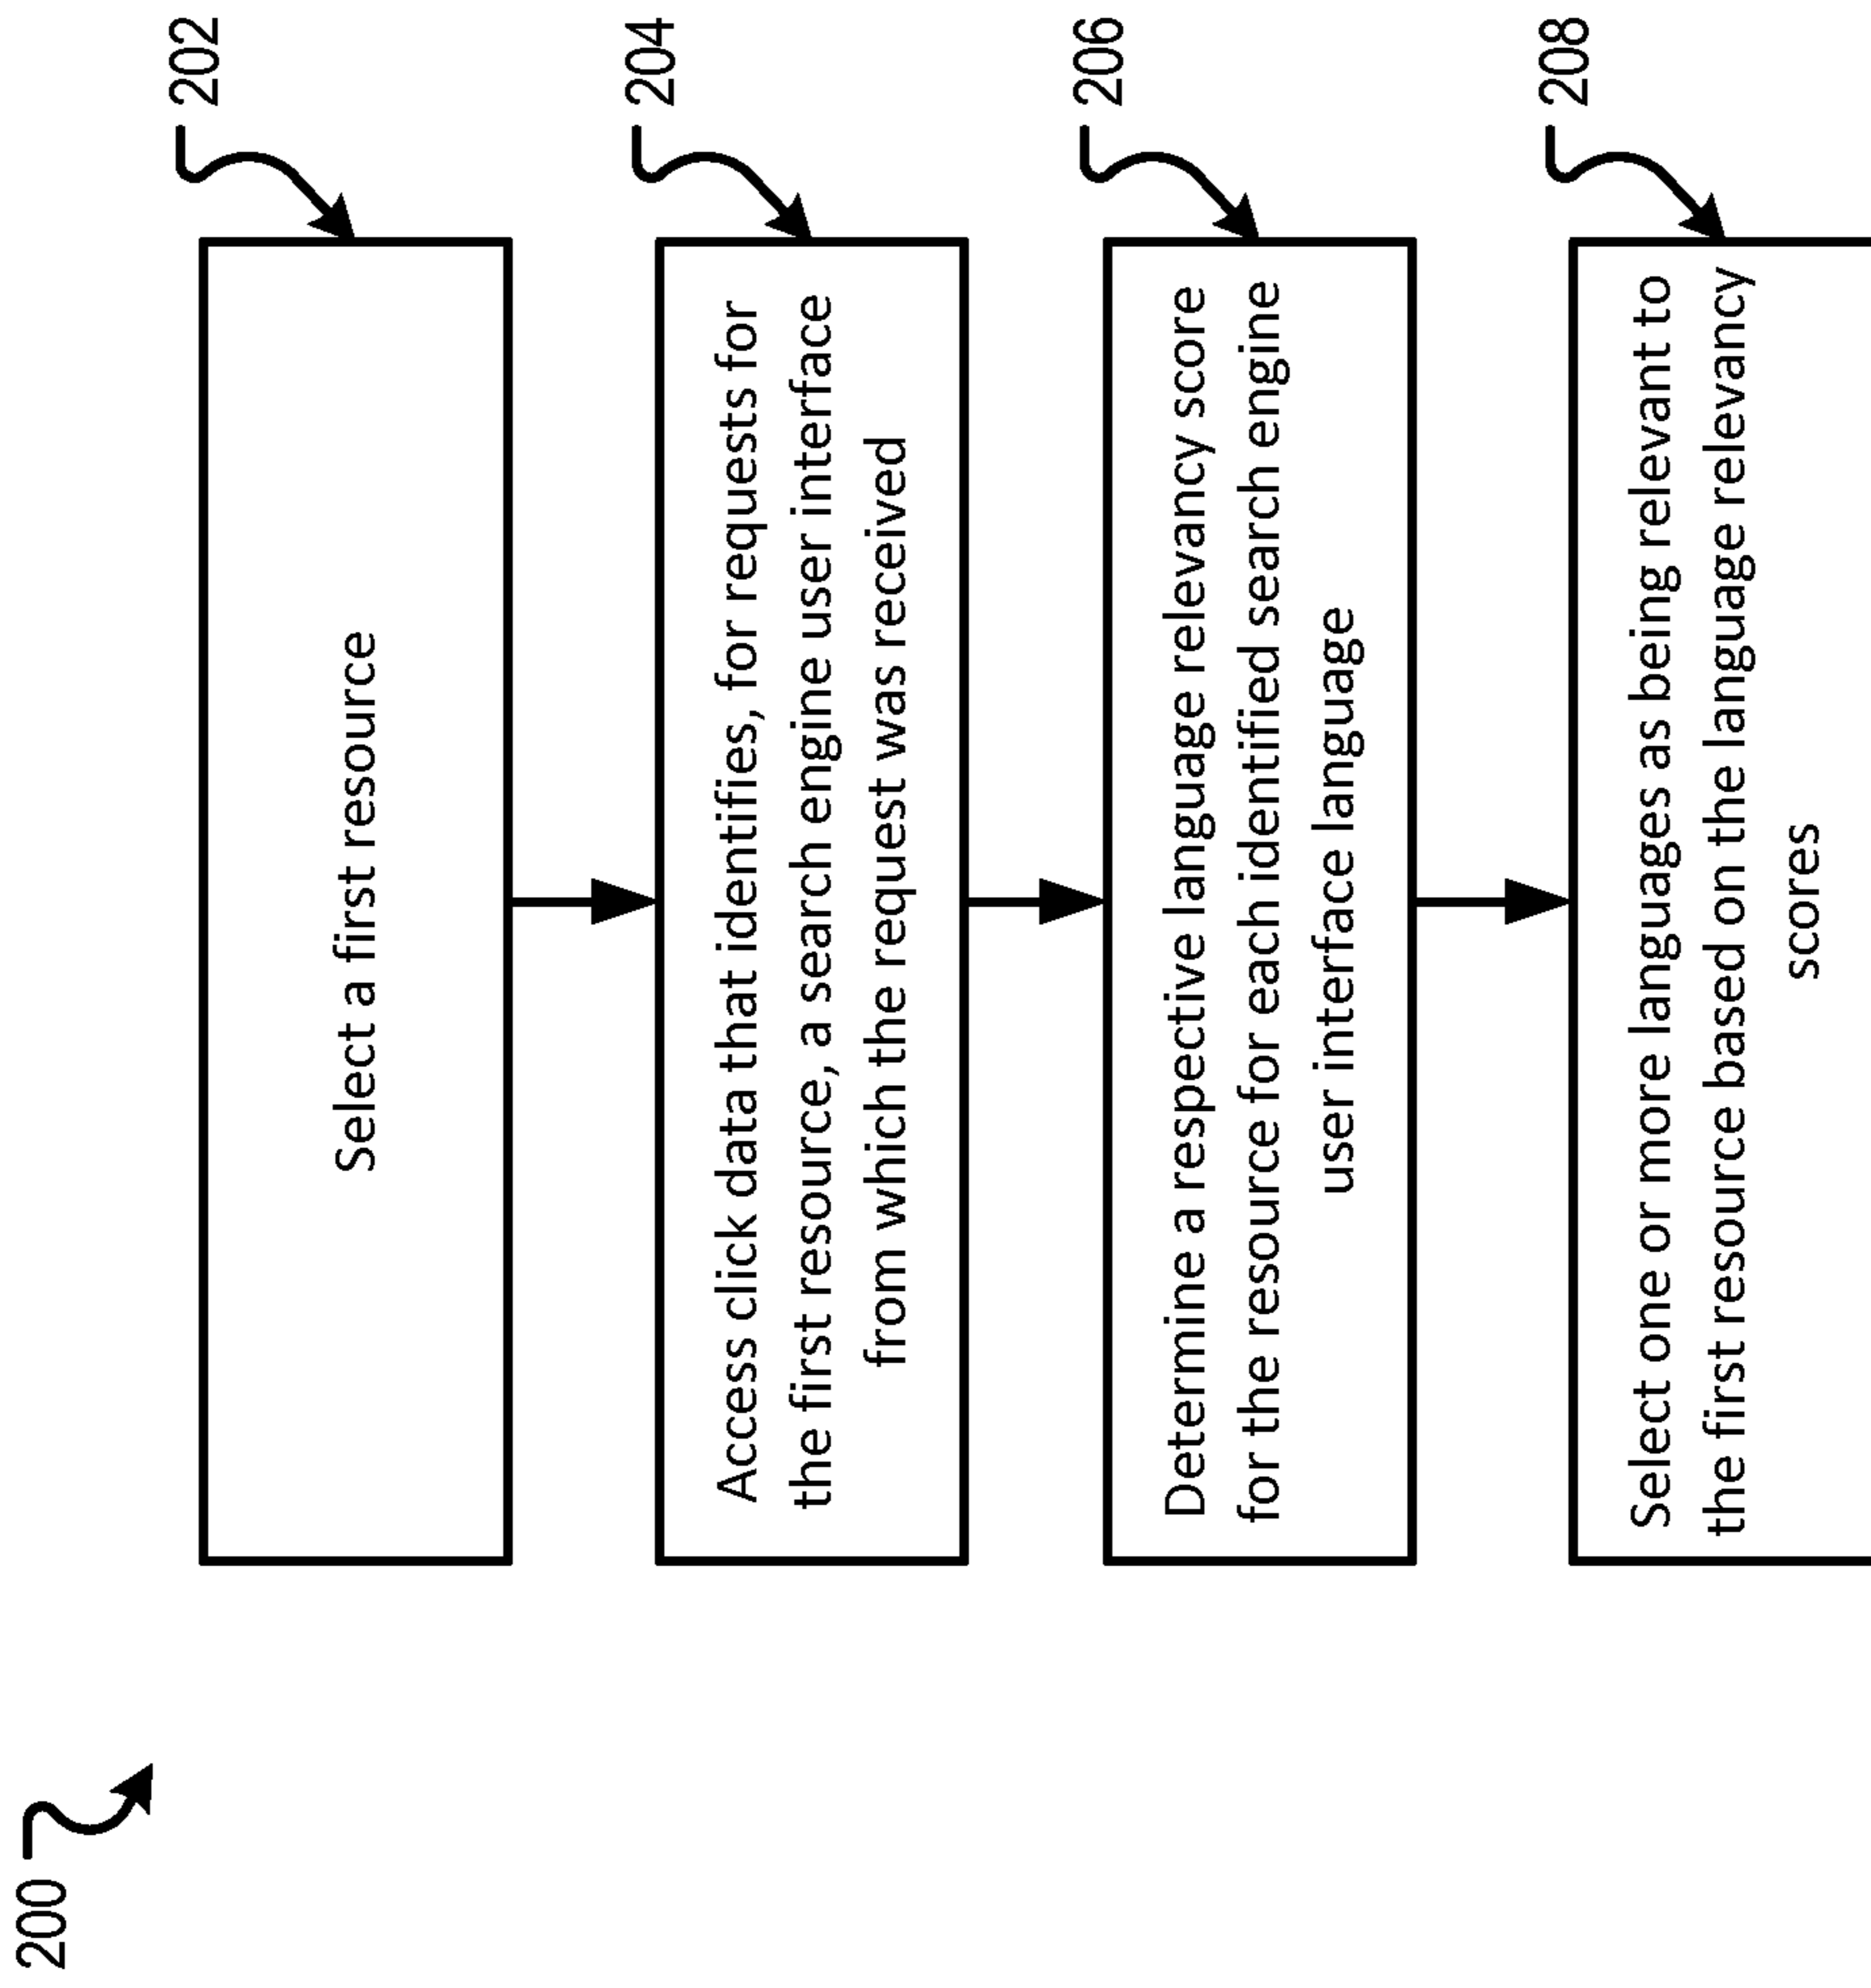 200
202
Select a first resource
204
Access click data that identifies, for requests for
the first resource, a search engine user interface
from which the request was received
206
Determine a respective language relevancy score
for the resource for each identified search engine
user interface language
208
Select one or more languages as being relevant to
the first resource based on the language relevancy
scores